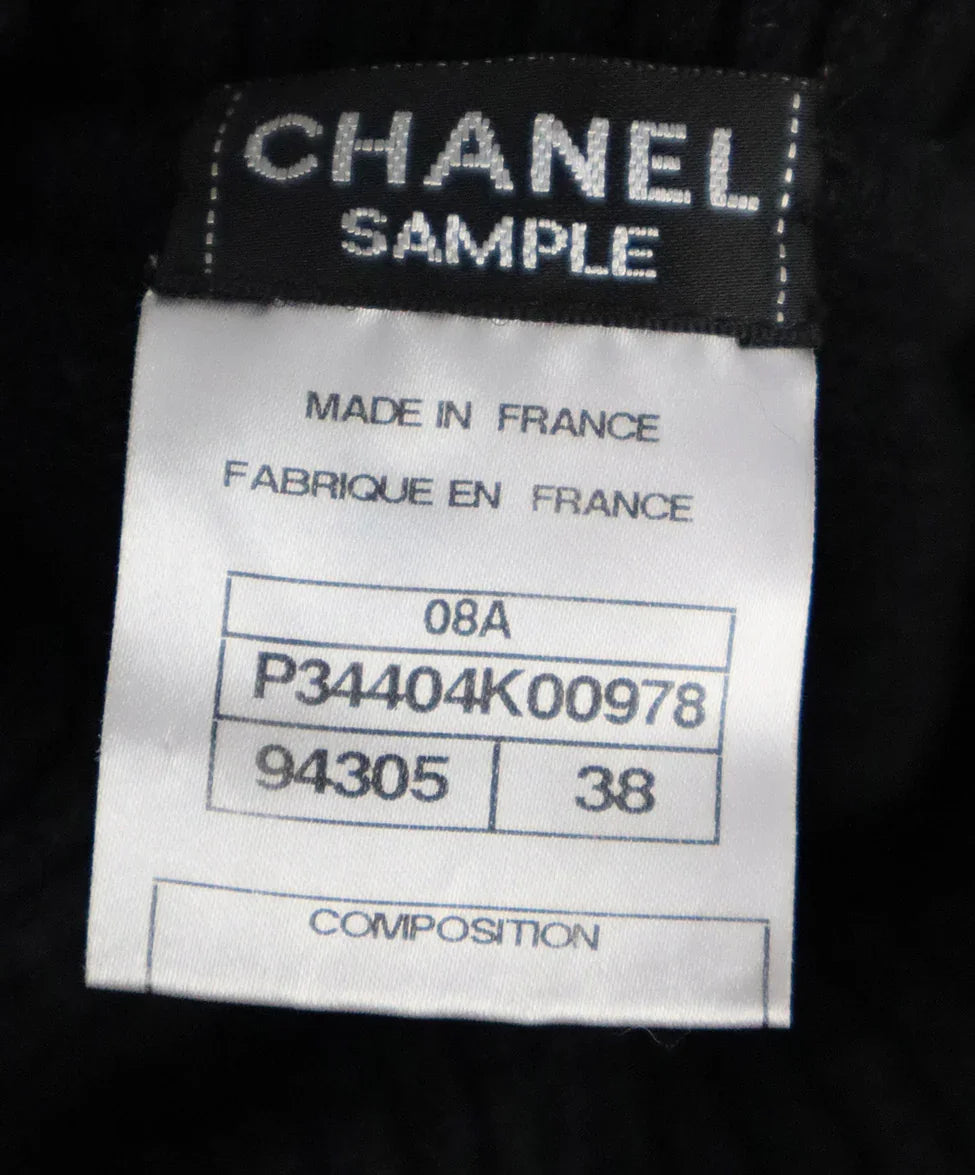 CHANEL
SAMPLE
MADE IN FRANCE
FABRIQUE EN FRANCE
08A
P34404K00978
94305 38
COMPOSITION